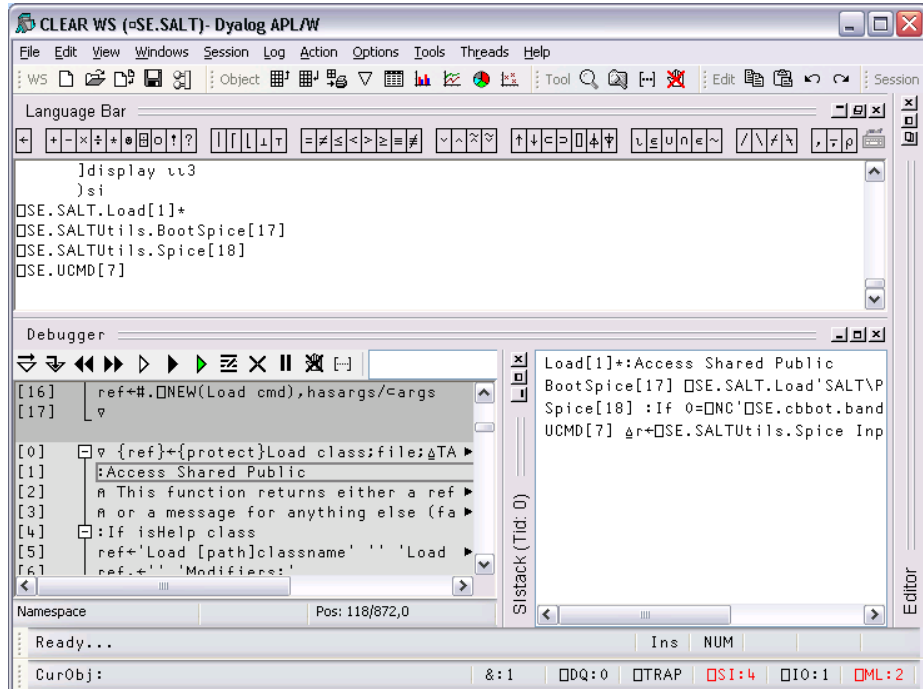 CLEAR WS (⎕SE.SALT)- Dyalog APL/W
File Edit View Windows Session Log Action Options Tools Threads Help
WS Object Tool Edit Session
Language Bar
← + - × ÷ * ⍟ ⌹ ○ ! ? | ⌈ ⌊ ⊥ ⊤ = ≠ ≤ < > ≥ ≡ ≢ ∨ ∧ ⍲ ⍱ ↑ ↓ ⊂ ⊃ ⌷ ⍋ ⍒ ⍳ ⍷ ∪ ∩ ∊ ~ / \ ⌿ ⍀ , ⍪ ⍴
]display ⍳⍳3
)si
⎕SE.SALT.Load[1]*
⎕SE.SALTUtils.BootSpice[17]
⎕SE.SALTUtils.Spice[18]
⎕SE.UCMD[7]
Debugger
[16] ref←#.⎕NEW(Load cmd),hasargs/⊂args
[17] ∇
[0] ∇ {ref}←{protect}Load class;file;⍙TA
[1] :Access Shared Public
[2] ⍝ This function returns either a ref
[3] ⍝ or a message for anything else (fa
[4] :If isHelp class
[5] ref←'Load [path]classname' '' 'Load
[6] ref,←'' 'Modifiers:'
Namespace Pos: 118/872,0
SIstack (Tid: 0)
Load[1]*:Access Shared Public
BootSpice[17] ⎕SE.SALT.Load'SALT\P
Spice[18] :If 0=⎕NC'⎕SE.cbbot.band
UCMD[7] ⍙r←⎕SE.SALTUtils.Spice Inp
Editor
Ready... Ins NUM
CurObj: &:1 ⎕DQ:0 ⎕TRAP ⎕SI:4 ⎕IO:1 ⎕ML:2